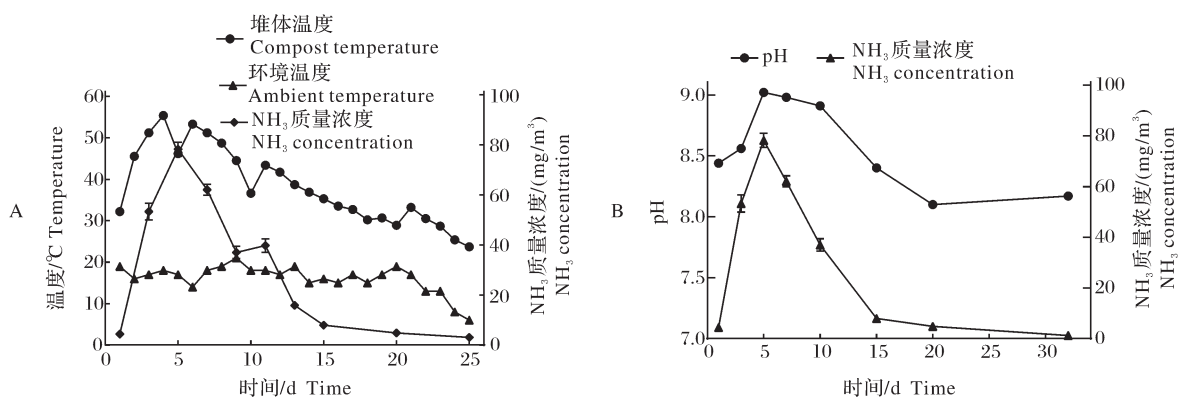 堆体温度
Compost temperature
环境温度
Ambient temperature
NH₃质量浓度
NH₃ concentration
A
温度/℃ Temperature
60
50
40
30
20
10
0
100
80
60
40
20
0
NH₃质量浓度/(mg/m³)
NH₃ concentration
0 5 10 15 20 25
时间/d Time
pH
NH₃质量浓度
NH₃ concentration
B
pH
9.0
8.5
8.0
7.5
7.0
100
80
60
40
20
0
NH₃质量浓度/(mg/m³)
NH₃ concentration
0 5 10 15 20 25 30
时间/d Time